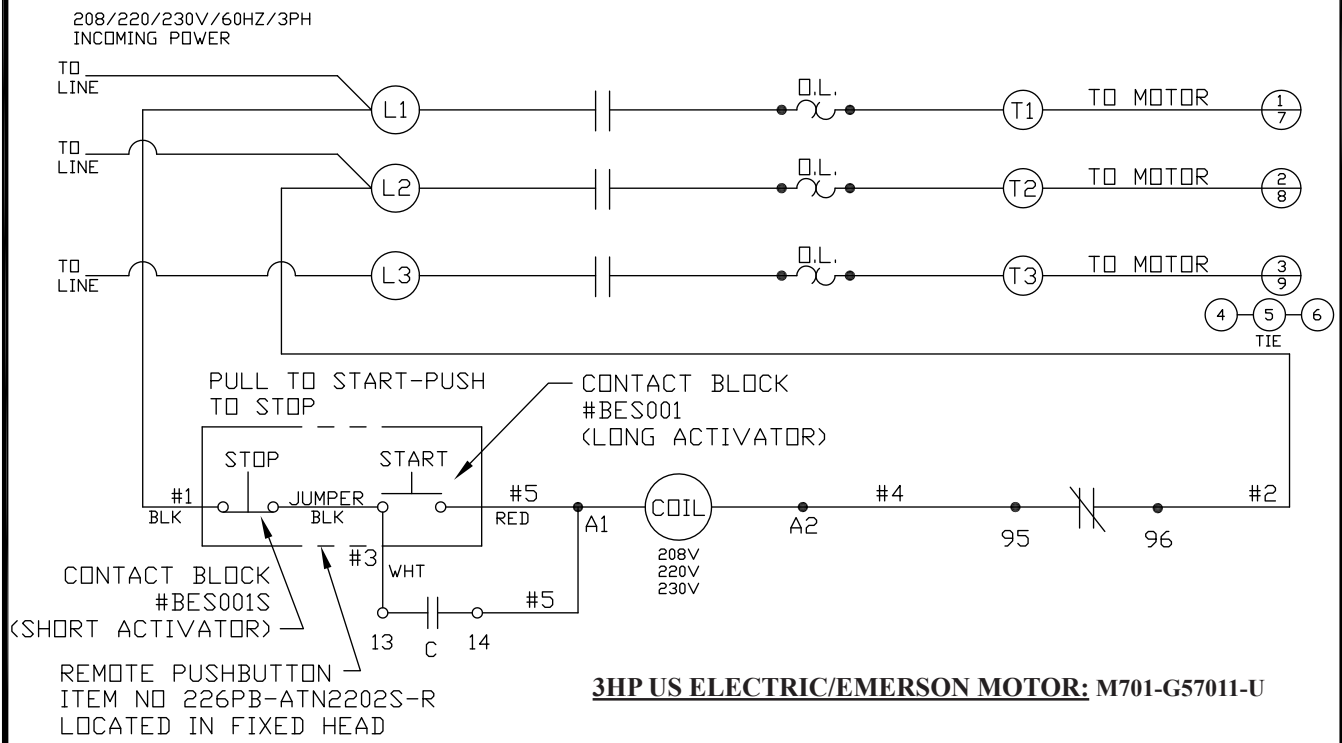 208/220/230V/60HZ/3PH
INCOMING POWER
TO
LINE
L1
O.L.
T1
TO MOTOR
1
7
TO
LINE
L2
O.L.
T2
TO MOTOR
2
8
TO
LINE
L3
O.L.
T3
TO MOTOR
3
9
4
5
6
TIE
PULL TO START-PUSH
TO STOP
CONTACT BLOCK
#BES001
(LONG ACTIVATOR)
STOP
START
#1
BLK
JUMPER
BLK
#5
RED
A1
COIL
208V
220V
230V
A2
#4
95
96
#2
#3
WHT
#5
13
C
14
CONTACT BLOCK
#BES001S
(SHORT ACTIVATOR)
REMOTE PUSHBUTTON
ITEM NO 226PB-ATN2202S-R
LOCATED IN FIXED HEAD
3HP US ELECTRIC/EMERSON MOTOR: M701-G57011-U